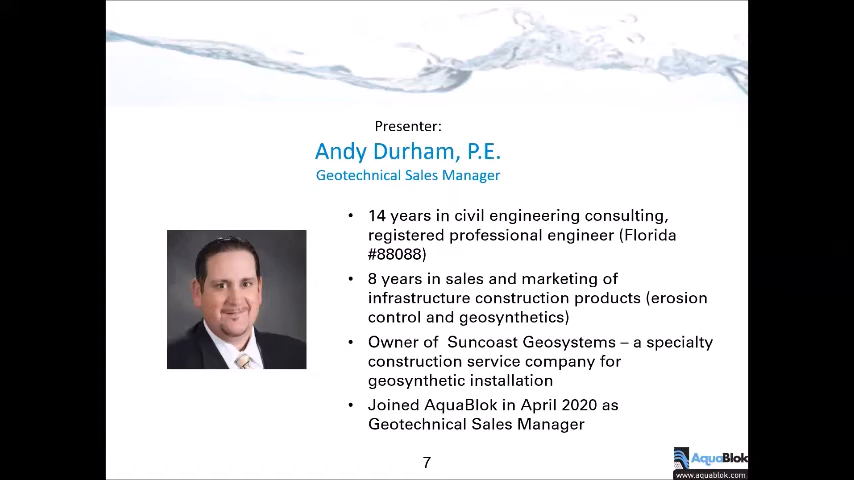 Presenter:
Andy Durham, P.E.
Geotechnical Sales Manager
• 14 years in civil engineering consulting,
registered professional engineer (Florida
#88088)
• 8 years in sales and marketing of
infrastructure construction products (erosion
control and geosynthetics)
• Owner of Suncoast Geosystems – a specialty
construction service company for
geosynthetic installation
• Joined AquaBlok in April 2020 as
Geotechnical Sales Manager
7
AquaBlok
www.aquablok.com